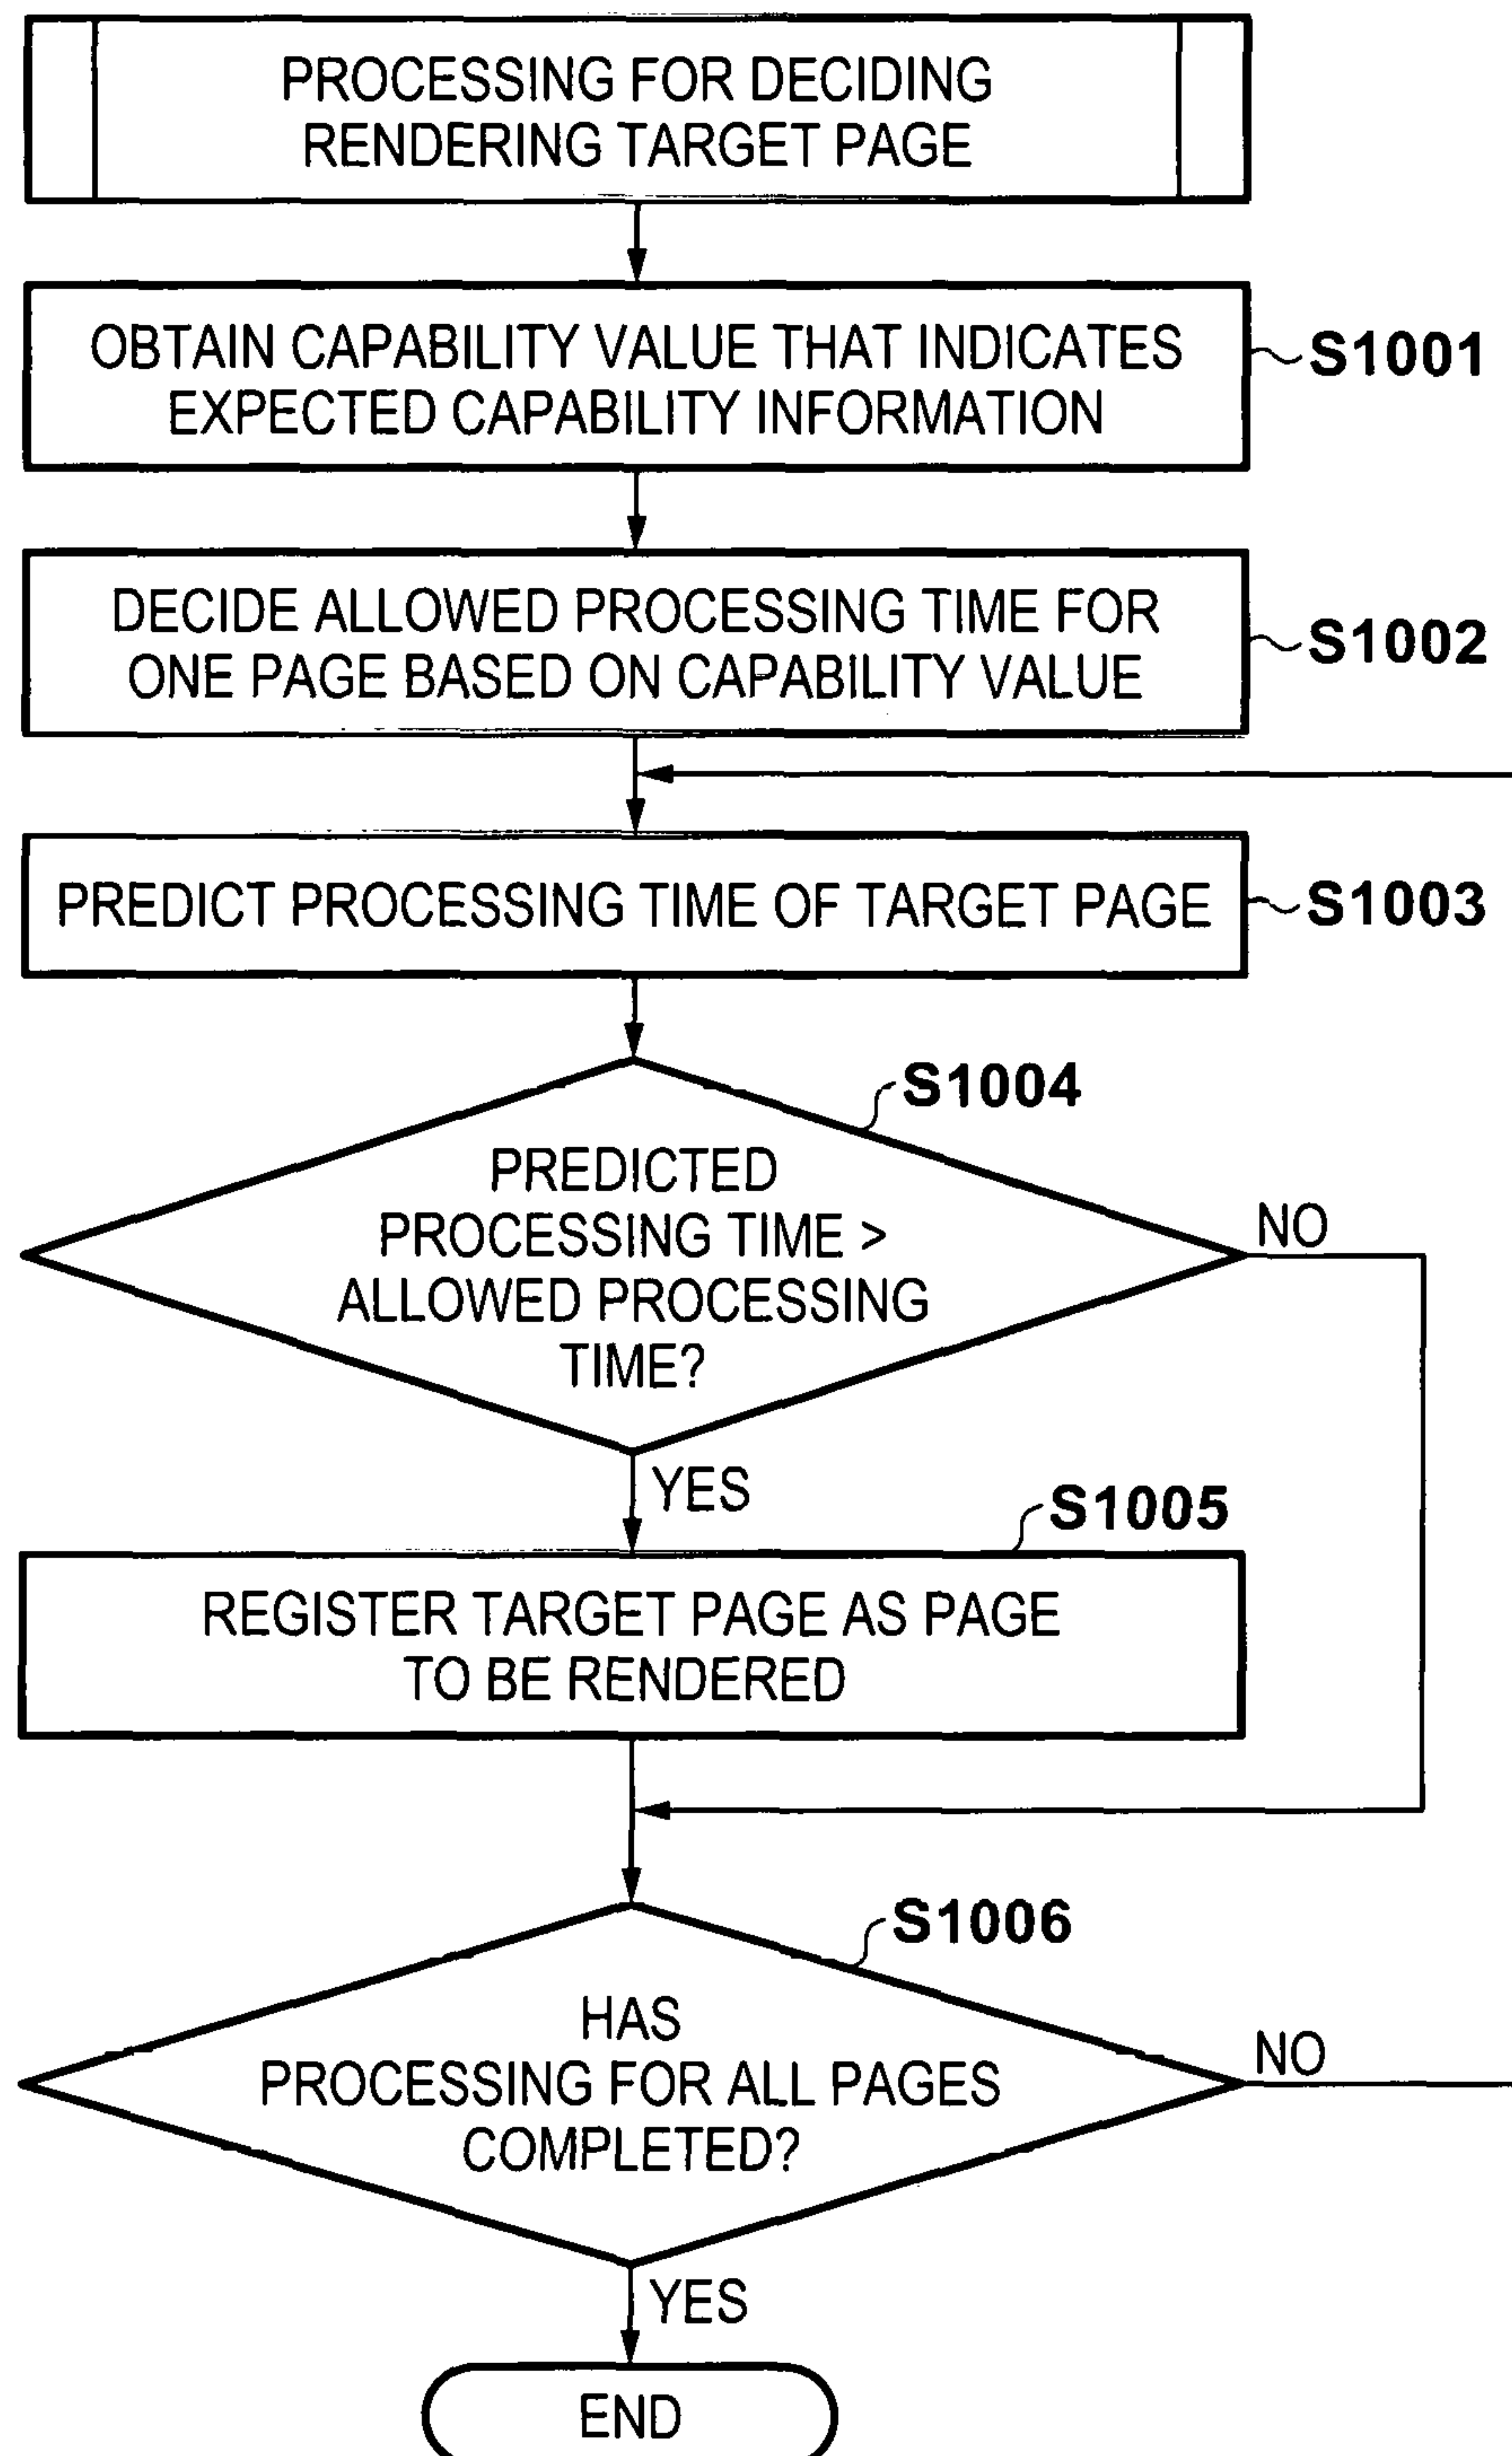 PROCESSING FOR DECIDING
RENDERING TARGET PAGE
OBTAIN CAPABILITY VALUE THAT INDICATES
EXPECTED CAPABILITY INFORMATION
S1001
DECIDE ALLOWED PROCESSING TIME FOR
ONE PAGE BASED ON CAPABILITY VALUE
S1002
PREDICT PROCESSING TIME OF TARGET PAGE
S1003
S1004
PREDICTED
PROCESSING TIME >
ALLOWED PROCESSING
TIME?
NO
YES
S1005
REGISTER TARGET PAGE AS PAGE
TO BE RENDERED
S1006
HAS
PROCESSING FOR ALL PAGES
COMPLETED?
NO
YES
END